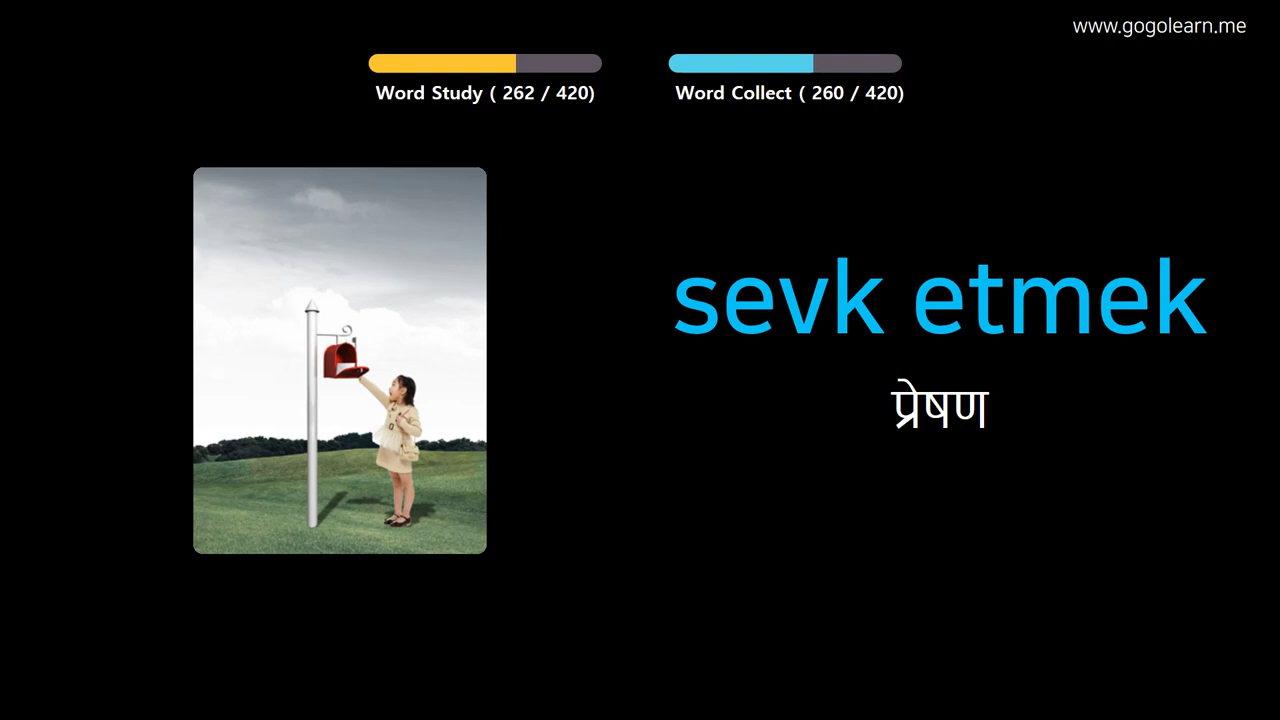 www.gogolearn.me
Word Study ( 262 / 420)
Word Collect ( 260 / 420)
sevk etmek
प्रेषण